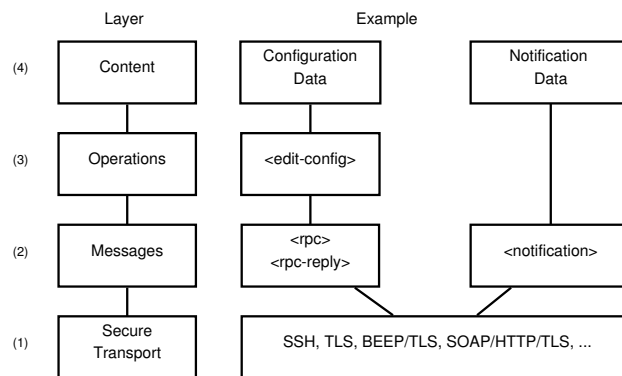 Layer
Example
(4)
Content
Configuration
Data
Notification
Data
(3)
Operations
<edit-config>
(2)
Messages
<rpc>
<rpc-reply>
<notification>
(1)
Secure
Transport
SSH, TLS, BEEP/TLS, SOAP/HTTP/TLS, ...